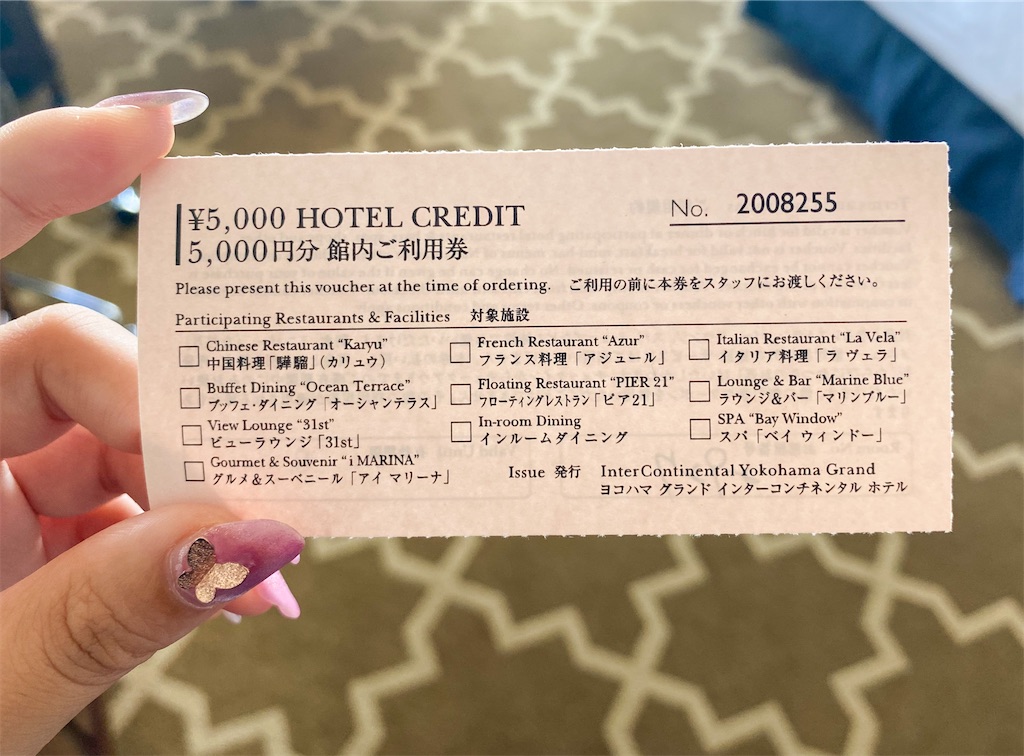 ¥5,000 HOTEL CREDIT
5,000円分 館内ご利用券
No. 2008255
Please present this voucher at the time of ordering. ご利用の前に本券をスタッフにお渡しください。
Participating Restaurants & Facilities 対象施設
Chinese Restaurant “Karyu”
中国料理「驊騮」(カリュウ)
French Restaurant “Azur”
フランス料理「アジュール」
Italian Restaurant “La Vela”
イタリア料理「ラ ヴェラ」
Buffet Dining “Ocean Terrace”
ブッフェ・ダイニング「オーシャンテラス」
Floating Restaurant “PIER 21”
フローティングレストラン「ピア21」
Lounge & Bar “Marine Blue”
ラウンジ&バー「マリンブルー」
View Lounge “31st”
ビューラウンジ「31st」
In-room Dining
インルームダイニング
SPA “Bay Window”
スパ「ベイ ウィンドー」
Gourmet & Souvenir “i MARINA”
グルメ&スーベニール「アイ マリーナ」
Issue 発行 InterContinental Yokohama Grand
ヨコハマ グランド インターコンチネンタル ホテル